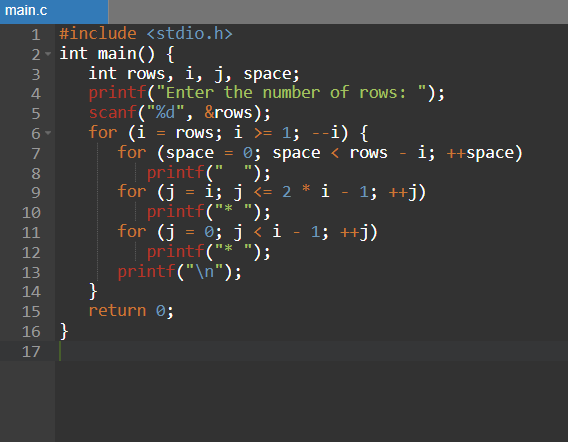 main.c
1 #include <stdio.h>
2 int main() {
3    int rows, i, j, space;
4    printf("Enter the number of rows: ");
5    scanf("%d", &rows);
6    for (i = rows; i >= 1; --i) {
7       for (space = 0; space < rows - i; ++space)
8          printf("  ");
9       for (j = i; j <= 2 * i - 1; ++j)
10          printf("* ");
11       for (j = 0; j < i - 1; ++j)
12          printf("* ");
13       printf("\n");
14    }
15    return 0;
16 }
17